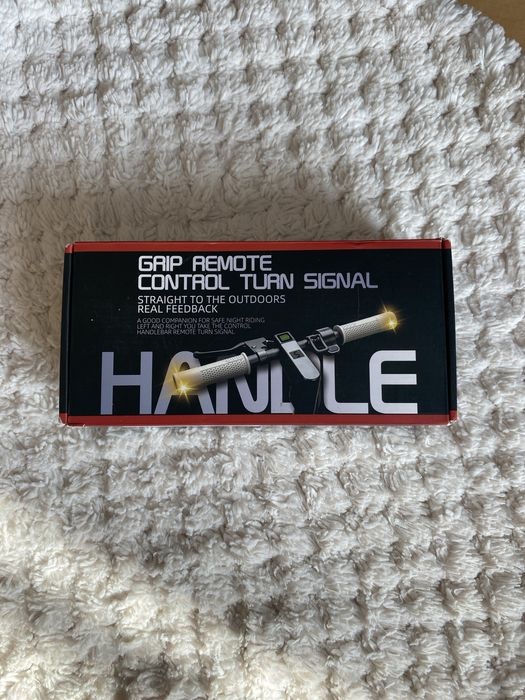 GRIP REMOTE
CONTROL TURN SIGNAL
STRAIGHT TO THE OUTDOORS
REAL FEEDBACK
A GOOD COMPANION FOR SAFE NIGHT RIDING
LEFT AND RIGHT YOU TAKE THE CONTROL
HANDLEBAR REMOTE TURN SIGNAL
HANDLE